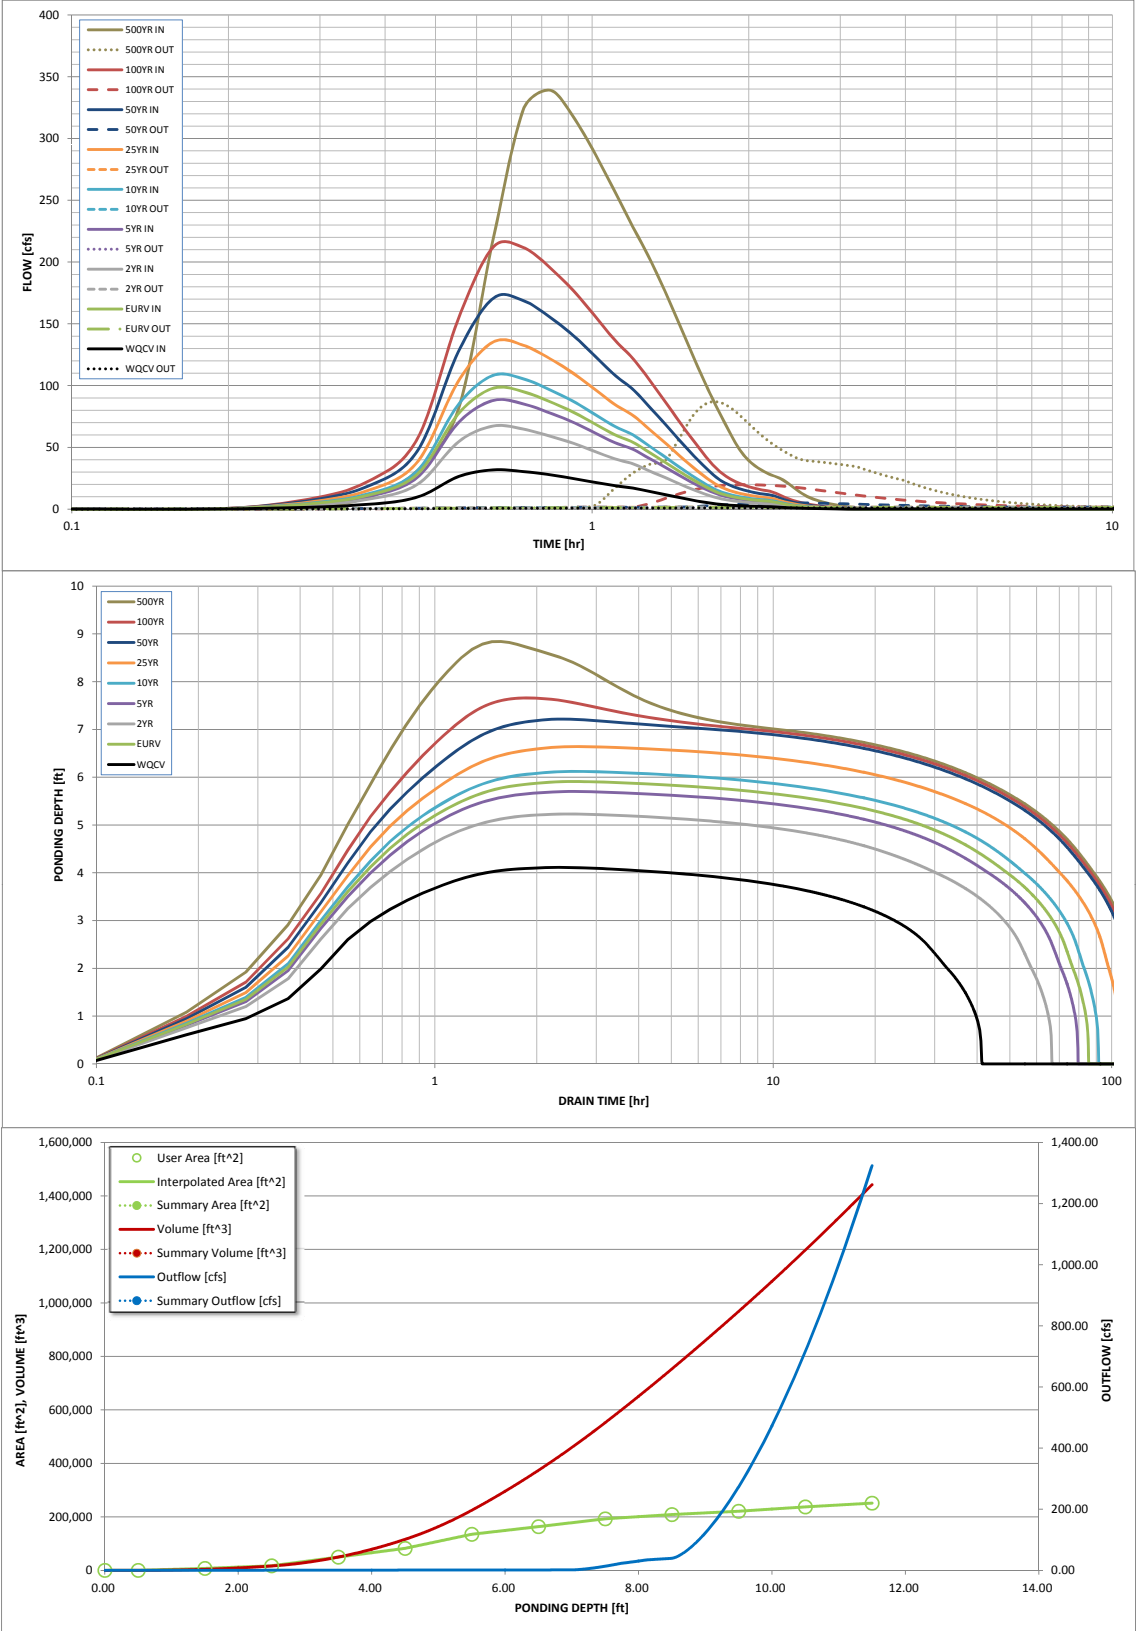 400
350
300
250
200
150
100
50
0
FLOW [cfs]
500YR IN
500YR OUT
100YR IN
100YR OUT
50YR IN
50YR OUT
25YR IN
25YR OUT
10YR IN
10YR OUT
5YR IN
5YR OUT
2YR IN
2YR OUT
EURV IN
EURV OUT
WQCV IN
WQCV OUT
0.1 1 10
TIME [hr]
10
9
8
7
6
5
4
3
2
1
0
PONDING DEPTH [ft]
500YR
100YR
50YR
25YR
10YR
5YR
2YR
EURV
WQCV
0.1 1 10 100
DRAIN TIME [hr]
1,600,000
1,400,000
1,200,000
1,000,000
800,000
600,000
400,000
200,000
0
AREA [ft^2], VOLUME [ft^3]
User Area [ft^2]
Interpolated Area [ft^2]
Summary Area [ft^2]
Volume [ft^3]
Summary Volume [ft^3]
Outflow [cfs]
Summary Outflow [cfs]
1,400.00
1,200.00
1,000.00
800.00
600.00
400.00
200.00
0.00
OUTFLOW [cfs]
0.00 2.00 4.00 6.00 8.00 10.00 12.00 14.00
PONDING DEPTH [ft]